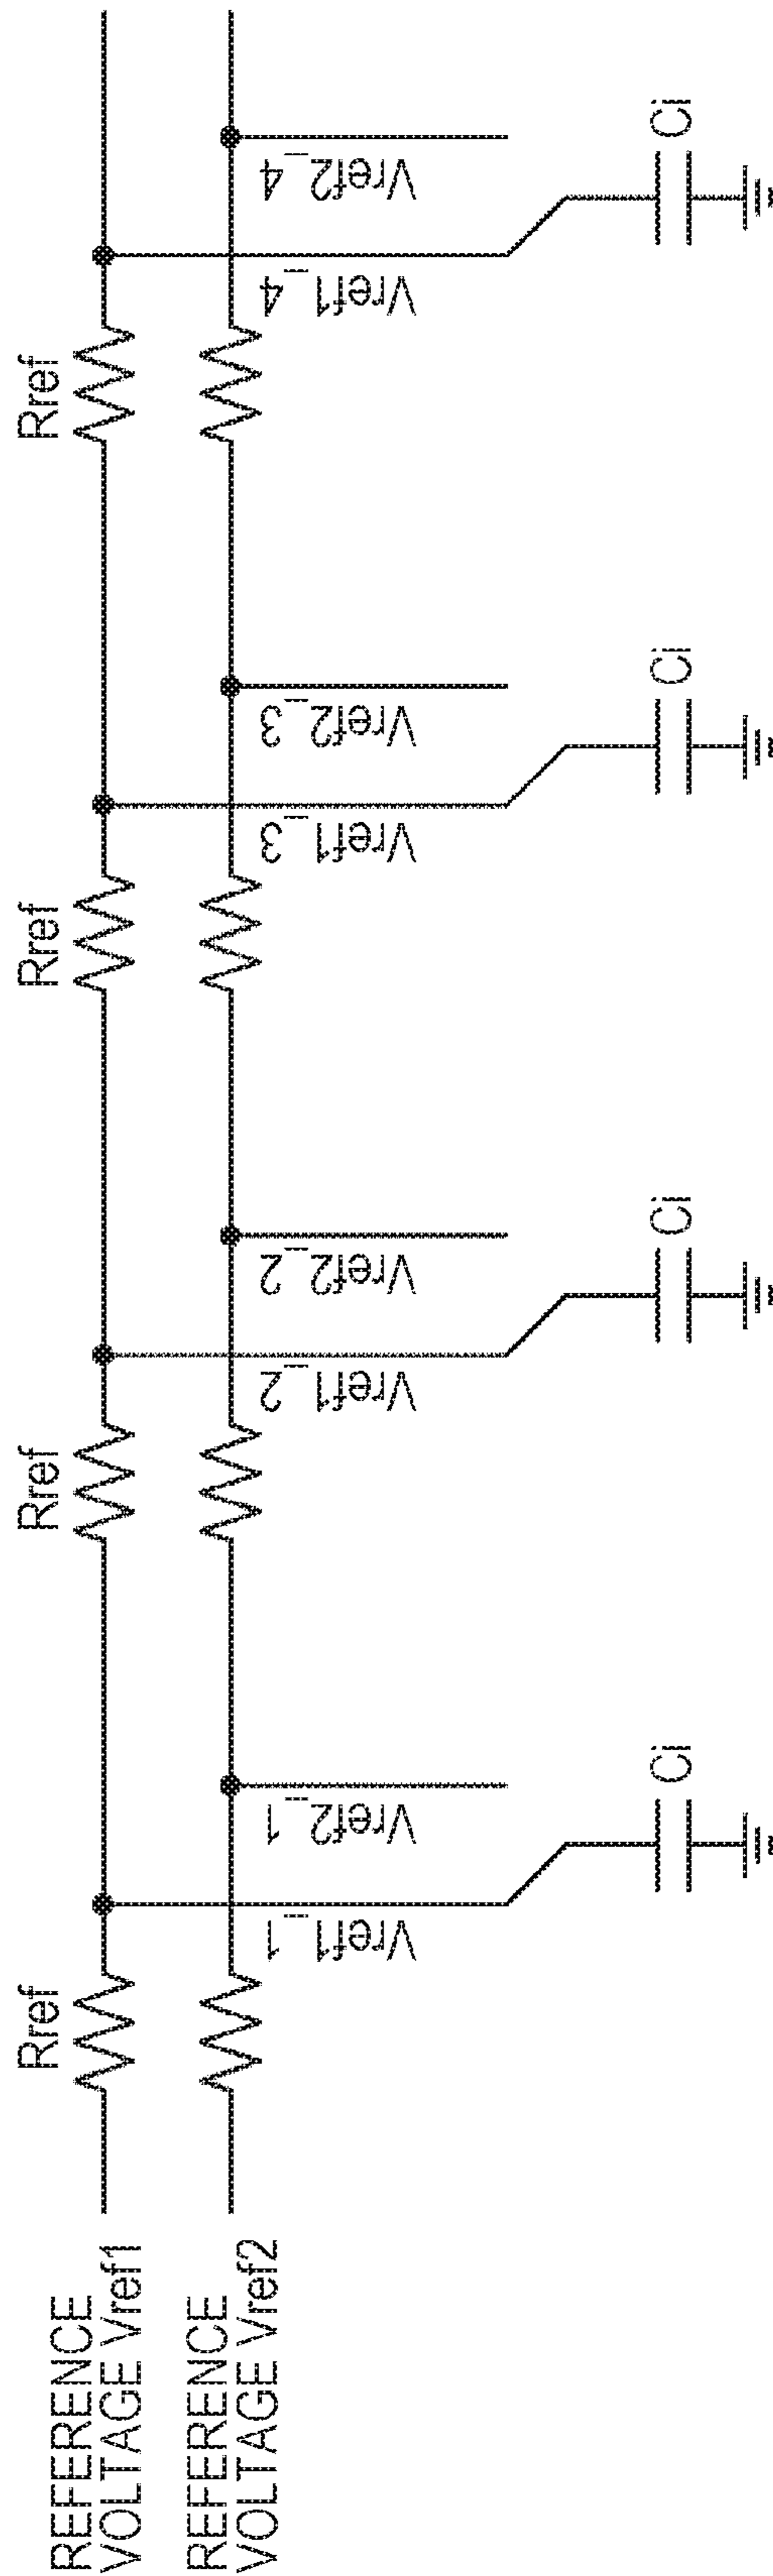 REFERENCE
VOLTAGE Vref1
REFERENCE
VOLTAGE Vref2
Rref
Rref
Rref
Rref
Vref1_1
Vref2_1
Vref1_2
Vref2_2
Vref1_3
Vref2_3
Vref1_4
Vref2_4
Ci
Ci
Ci
Ci